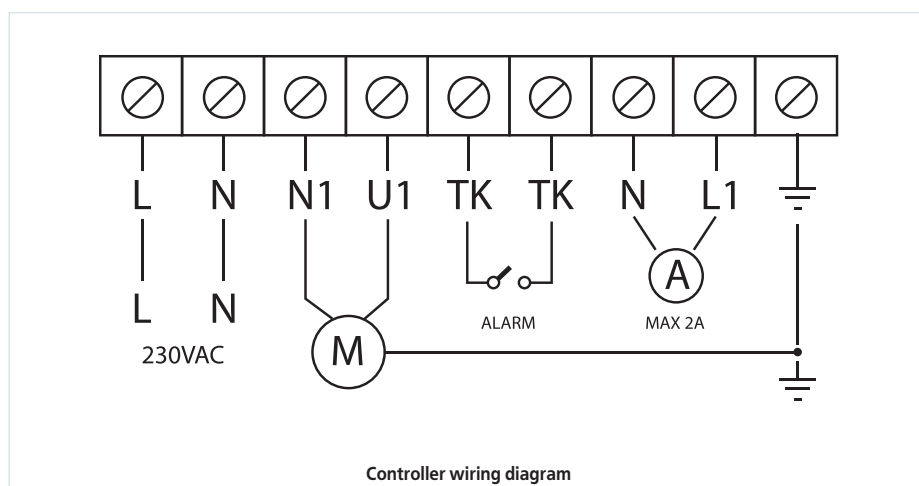 L N N1 U1 TK TK N L1
L N
A
ALARM MAX 2A
230VAC
M
Controller wiring diagram